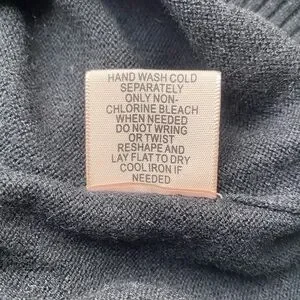 HAND WASH COLD
SEPARATELY
ONLY NON-
CHLORINE BLEACH
WHEN NEEDED
DO NOT WRING
OR TWIST
RESHAPE AND
LAY FLAT TO DRY
COOL IRON IF
NEEDED